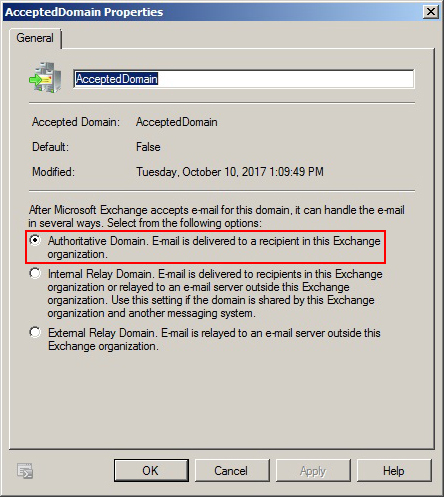 AcceptedDomain Properties
General
AcceptedDomain
Accepted Domain: AcceptedDomain
Default: False
Modified: Tuesday, October 10, 2017 1:09:49 PM
After Microsoft Exchange accepts e-mail for this domain, it can handle the e-mail
in several ways. Select from the following options:
Authoritative Domain. E-mail is delivered to a recipient in this Exchange
organization.
Internal Relay Domain. E-mail is delivered to recipients in this Exchange
organization or relayed to an e-mail server outside this Exchange
organization. Use this setting if the domain is shared by this Exchange
organization and another messaging system.
External Relay Domain. E-mail is relayed to an e-mail server outside this
Exchange organization.
OK Cancel Apply Help